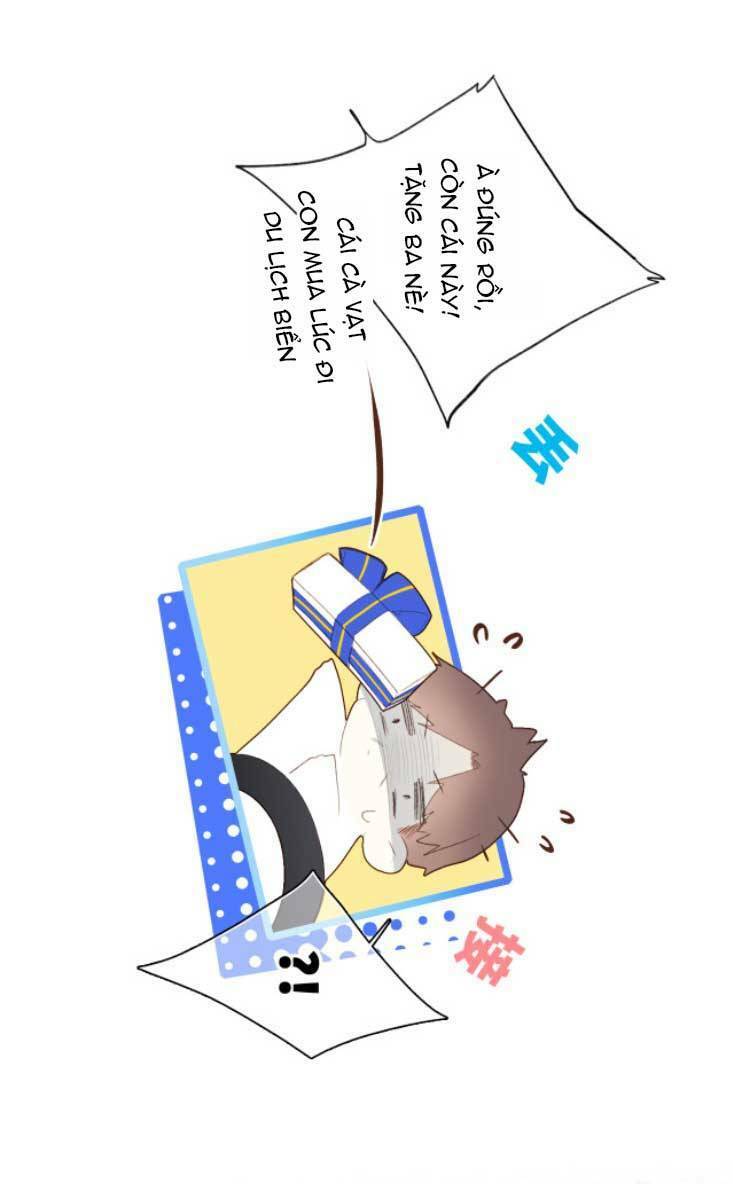 À ĐÚNG RỒI,
CÒN CÁI NÀY!
TẶNG BA NÈ!
CÁI CÀ VẠT
CON MUA LÚC ĐI
DU LỊCH BIỂN
丢
接
?!